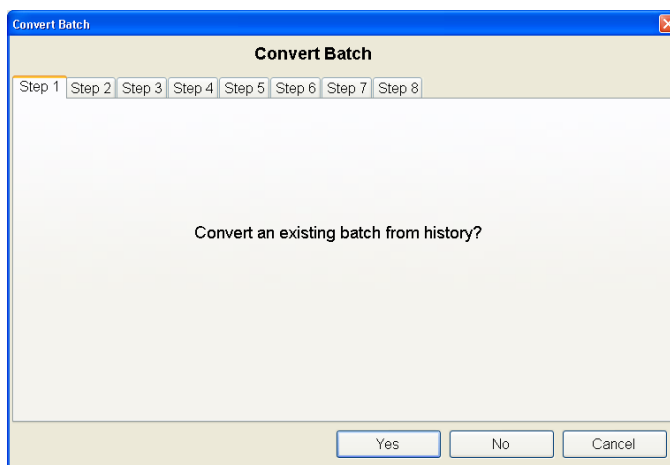 Convert Batch
Convert Batch
Step 1 Step 2 Step 3 Step 4 Step 5 Step 6 Step 7 Step 8
Convert an existing batch from history?
Yes No Cancel